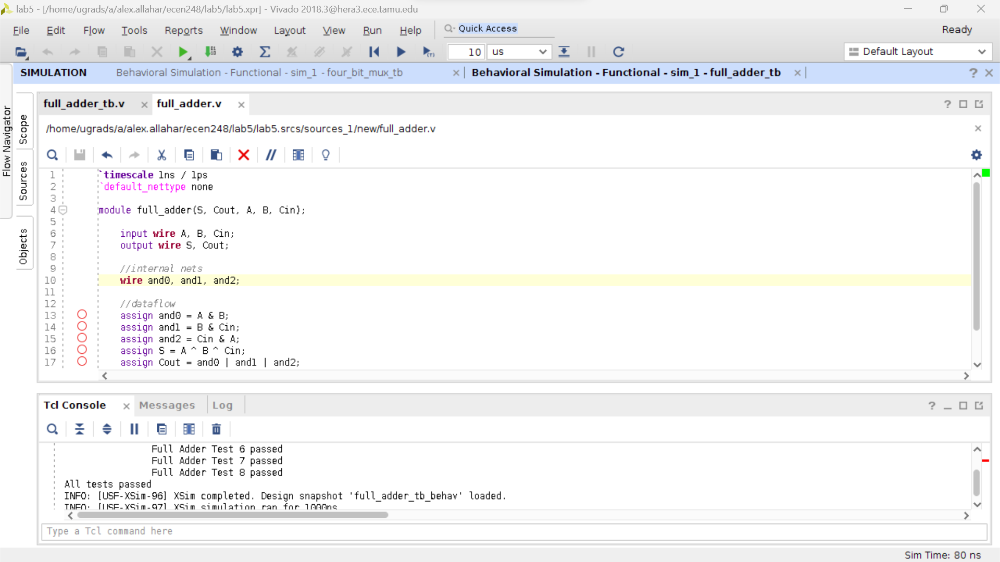 lab5 - [/home/ugrads/a/alex.allahar/ecen248/lab5/lab5.xpr] - Vivado 2018.3@hera3.ece.tamu.edu
File Edit Flow Tools Reports Window Layout View Run Help Quick Access Ready
10 us Default Layout
SIMULATION Behavioral Simulation - Functional - sim_1 - four_bit_mux_tb Behavioral Simulation - Functional - sim_1 - full_adder_tb
Flow Navigator
Scope
Sources
Objects
full_adder_tb.v full_adder.v
/home/ugrads/a/alex.allahar/ecen248/lab5/lab5.srcs/sources_1/new/full_adder.v
1 `timescale 1ns / 1ps
2 `default_nettype none
3
4 module full_adder(S, Cout, A, B, Cin);
5
6 input wire A, B, Cin;
7 output wire S, Cout;
8
9 //internal nets
10 wire and0, and1, and2;
11
12 //dataflow
13 assign and0 = A & B;
14 assign and1 = B & Cin;
15 assign and2 = Cin & A;
16 assign S = A ^ B ^ Cin;
17 assign Cout = and0 | and1 | and2;
Tcl Console Messages Log
Full Adder Test 6 passed
Full Adder Test 7 passed
Full Adder Test 8 passed
All tests passed
INFO: [USF-XSim-96] XSim completed. Design snapshot 'full_adder_tb_behav' loaded.
INFO: [USF-XSim-97] XSim simulation ran for 1000ns
Type a Tcl command here
Sim Time: 80 ns